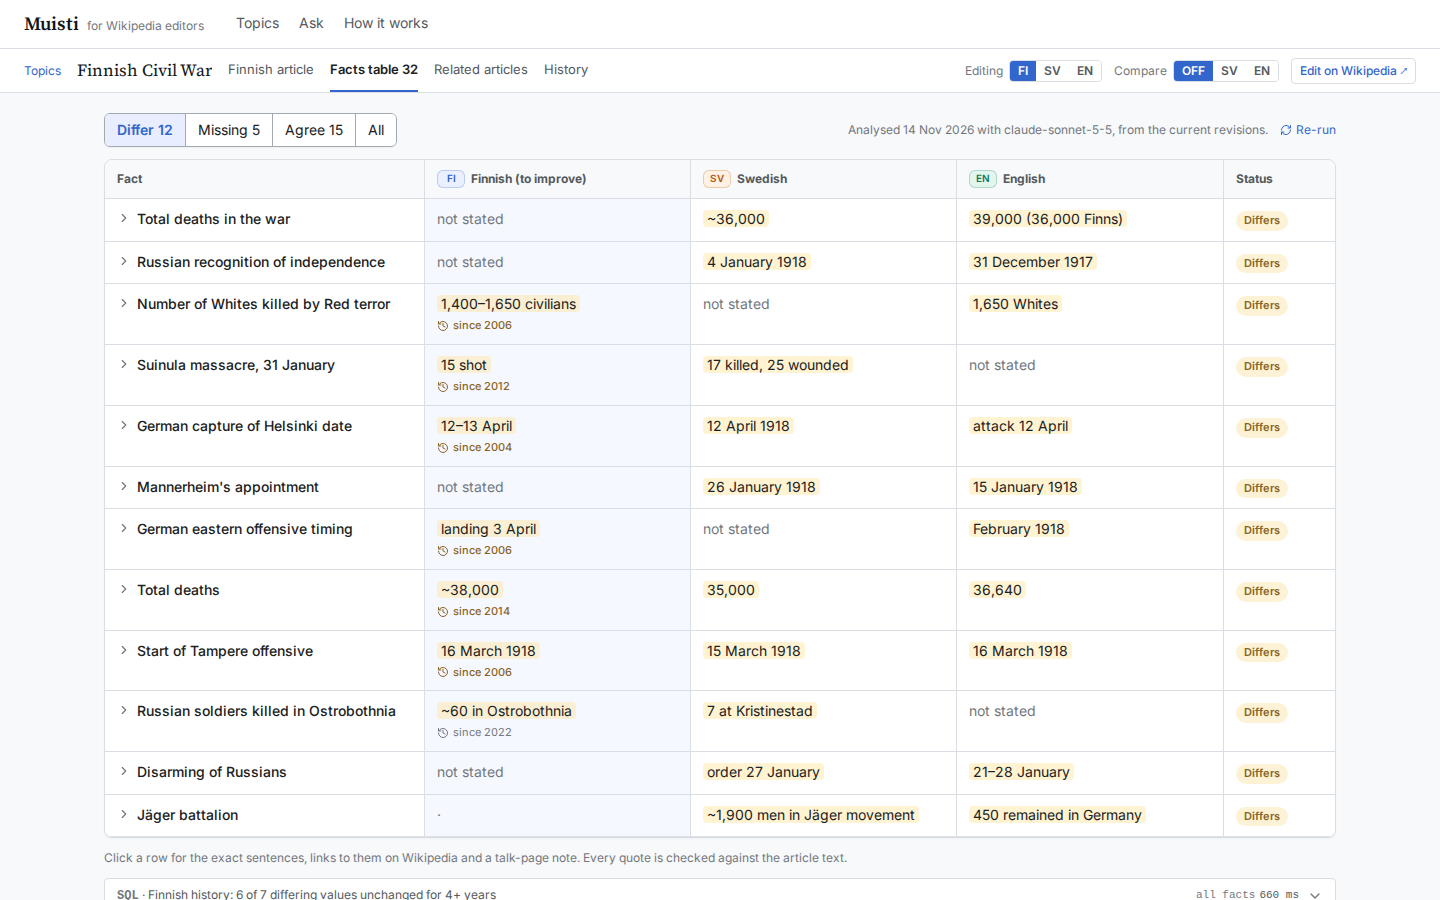 Muisti for Wikipedia editors Topics Ask How it works
Topics Finnish Civil War Finnish article Facts table 32 Related articles History Editing FI SV EN Compare OFF SV EN Edit on Wikipedia ↗
Differ 12 Missing 5 Agree 15 All Analysed 14 Nov 2026 with claude-sonnet-5-5, from the current revisions. Re-run
Fact FI Finnish (to improve) SV Swedish EN English Status
Total deaths in the war not stated ~36,000 39,000 (36,000 Finns) Differs
Russian recognition of independence not stated 4 January 1918 31 December 1917 Differs
Number of Whites killed by Red terror 1,400–1,650 civilians not stated 1,650 Whites Differs
since 2006
Suinula massacre, 31 January 15 shot 17 killed, 25 wounded not stated Differs
since 2012
German capture of Helsinki date 12–13 April 12 April 1918 attack 12 April Differs
since 2004
Mannerheim's appointment not stated 26 January 1918 15 January 1918 Differs
German eastern offensive timing landing 3 April not stated February 1918 Differs
since 2006
Total deaths ~38,000 35,000 36,640 Differs
since 2014
Start of Tampere offensive 16 March 1918 15 March 1918 16 March 1918 Differs
since 2006
Russian soldiers killed in Ostrobothnia ~60 in Ostrobothnia 7 at Kristinestad not stated Differs
since 2022
Disarming of Russians not stated order 27 January 21–28 January Differs
Jäger battalion · ~1,900 men in Jäger movement 450 remained in Germany Differs
Click a row for the exact sentences, links to them on Wikipedia and a talk-page note. Every quote is checked against the article text.
SQL · Finnish history: 6 of 7 differing values unchanged for 4+ years all facts 660 ms